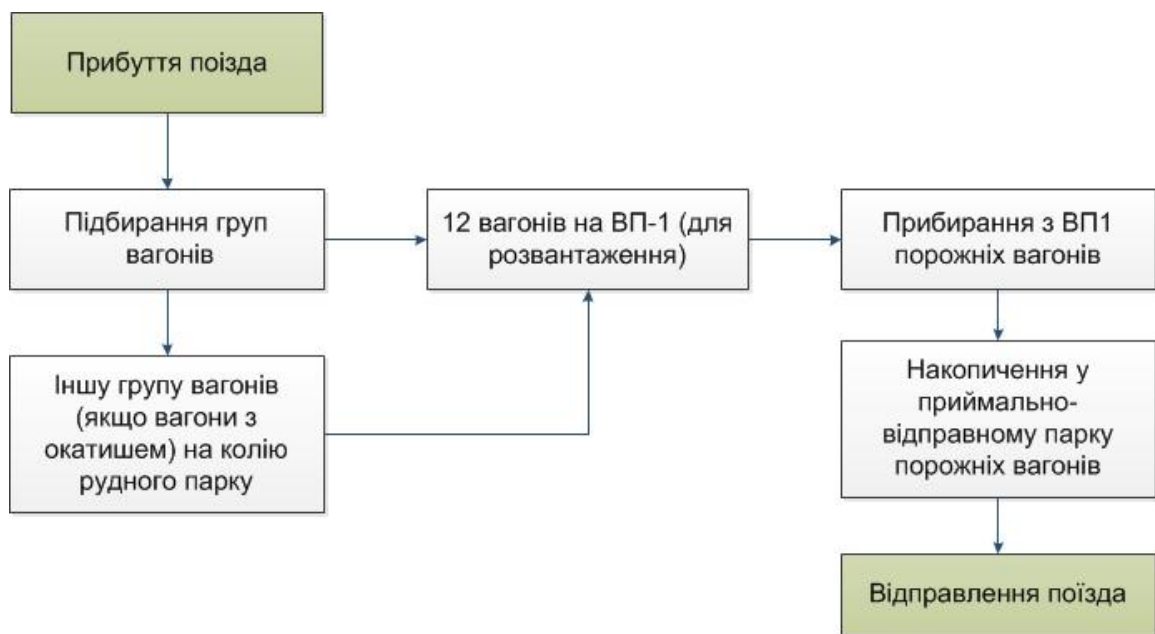 Прибуття поїзда
Підбирання груп
вагонів
12 вагонів на ВП-1 (для
розвантаження)
Прибирання з ВП1
порожніх вагонів
Іншу групу вагонів
(якщо вагони з
окатишем) на колію
рудного парку
Накопичення у
приймально-
відправному парку
порожніх вагонів
Відправлення поїзда